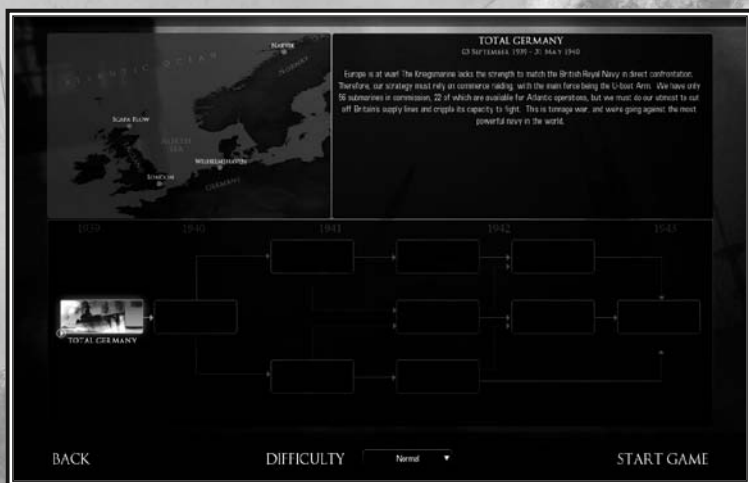 TOTAL GERMANY
03 SEPTEMBER 1939 - 31 MAY 1940
Europe is at war! The Kriegsmarine lacks the strength to match the British Royal Navy in direct confrontation.
Therefore, our strategy must rely on commerce raiding, with the main force being the U-boat Arm. We have only
56 submarines in commission, 22 of which are available for Atlantic operations, but we must do our utmost to cut
off Britains supply lines and cripple its capacity to fight. This is tonnage war, and we're going against the most
powerful navy in the world.
NARVIK
NORWAY
ATLANTIC OCEAN
SCAPA FLOW
NORTH
SEA
WILHELMSHAVEN
LONDON
GERMANY
1939 1940 1941 1942 1943
TOTAL GERMANY
BACK DIFFICULTY Normal START GAME